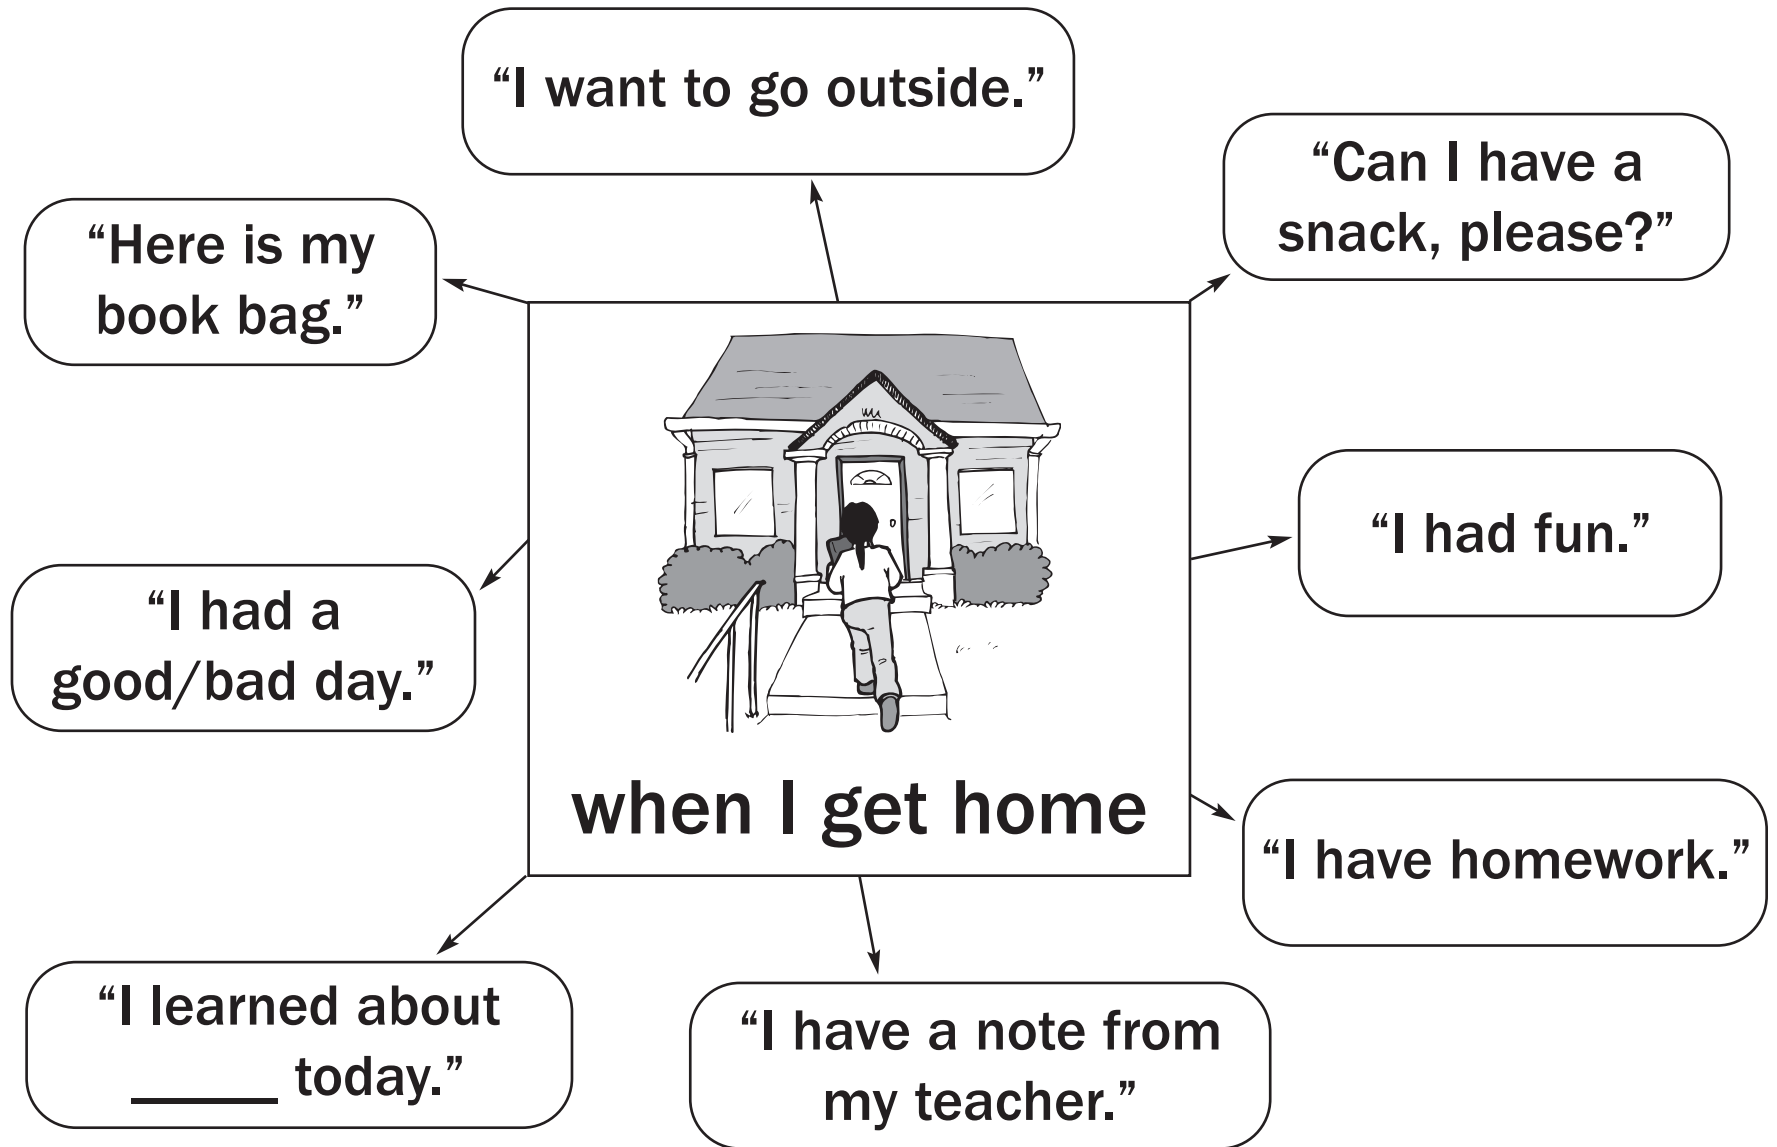 “I want to go outside.”
“Can I have a
snack, please?”
“Here is my
book bag.”
“I had fun.”
“I had a
good/bad day.”
when I get home
“I have homework.”
“I learned about
______ today.”
“I have a note from
my teacher.”